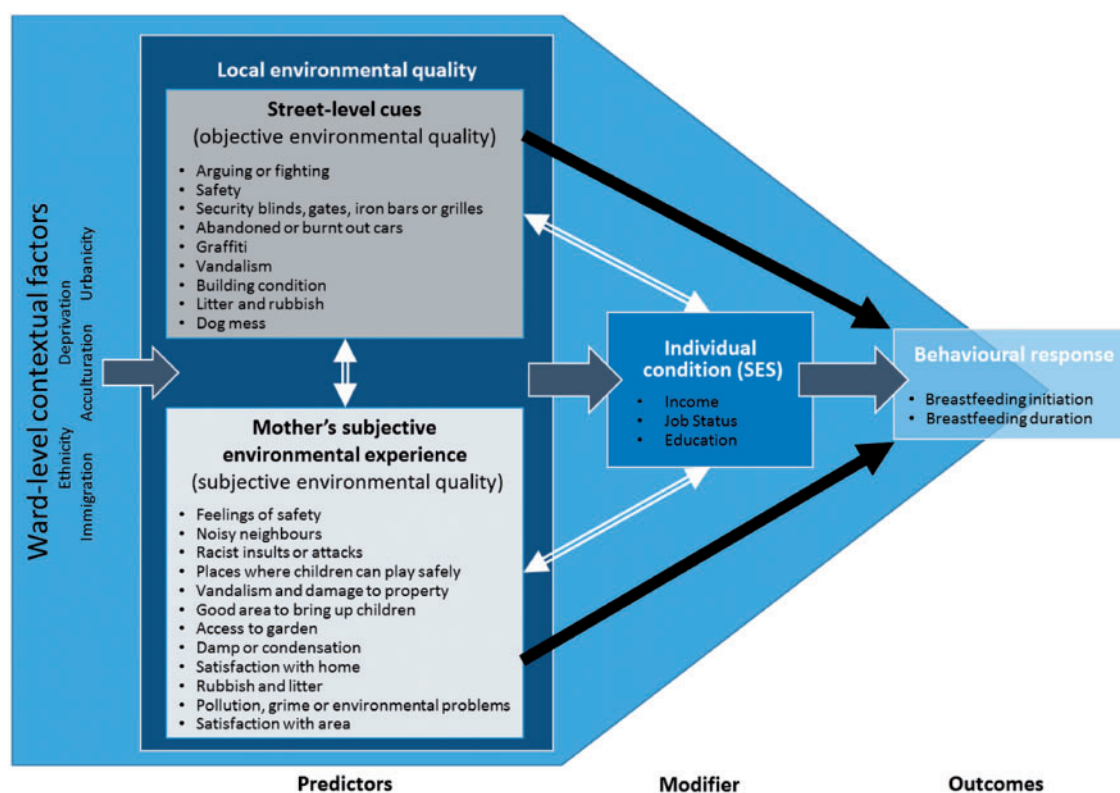 Ward-level contextual factors
Ethnicity
Deprivation
Immigration
Acculturation
Urbanicity
Local environmental quality
Street-level cues
(objective environmental quality)
• Arguing or fighting
• Safety
• Security blinds, gates, iron bars or grilles
• Abandoned or burnt out cars
• Graffiti
• Vandalism
• Building condition
• Litter and rubbish
• Dog mess
Mother's subjective
environmental experience
(subjective environmental quality)
• Feelings of safety
• Noisy neighbours
• Racist insults or attacks
• Places where children can play safely
• Vandalism and damage to property
• Good area to bring up children
• Access to garden
• Damp or condensation
• Satisfaction with home
• Rubbish and litter
• Pollution, grime or environmental problems
• Satisfaction with area
Individual
condition (SES)
• Income
• Job Status
• Education
Behavioural response
• Breastfeeding initiation
• Breastfeeding duration
Predictors
Modifier
Outcomes